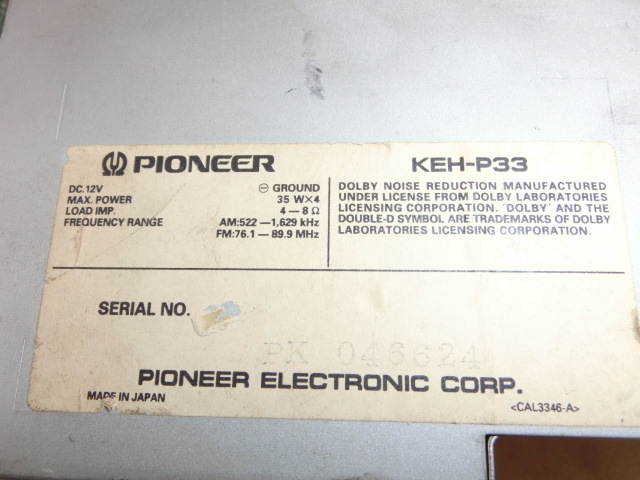 PIONEER
KEH-P33
DC.12V ⊖ GROUND
MAX. POWER 35 W×4
LOAD IMP. 4 — 8 Ω
FREQUENCY RANGE AM:522 — 1,629 kHz
FM:76.1 — 89.9 MHz
DOLBY NOISE REDUCTION MANUFACTURED
UNDER LICENSE FROM DOLBY LABORATORIES
LICENSING CORPORATION. 'DOLBY' AND THE
DOUBLE-D SYMBOL ARE TRADEMARKS OF DOLBY
LABORATORIES LICENSING CORPORATION.
SERIAL NO.
PK 046624
PIONEER ELECTRONIC CORP.
MADE IN JAPAN
<CAL3346-A>